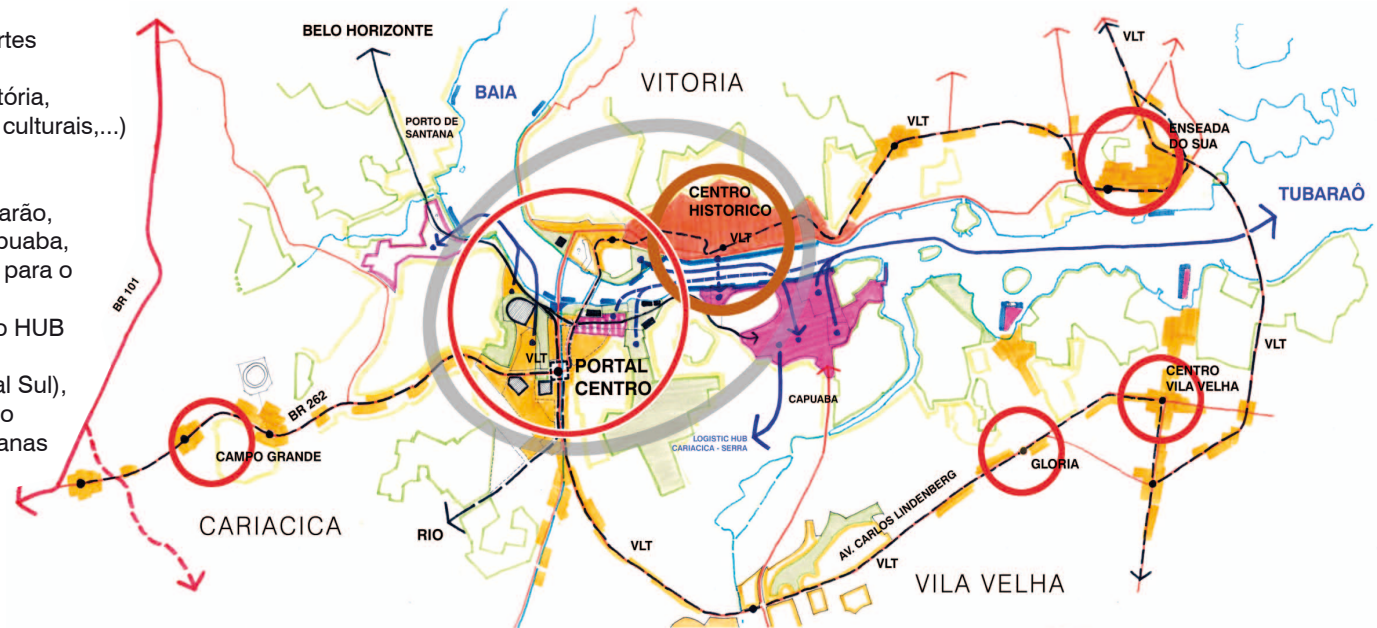 rtes
tória,
culturais,...)
arão,
puaba,
para o
o HUB
al Sul),
o
anas
BELO HORIZONTE
VITORIA
BAIA
PORTO DE
SANTANA
VLT
VLT
ENSEADA
DO SUA
CENTRO
HISTORICO
VLT
TUBARAÔ
BR 101
VLT
PORTAL
CENTRO
VLT
CENTRO
VILA VELHA
BR 262
CAPUABA
LOGISTIC HUB
CARIACICA - SERRA
CAMPO GRANDE
GLORIA
AV. CARLOS LINDENBERG
CARIACICA
RIO
VLT
VLT
VILA VELHA